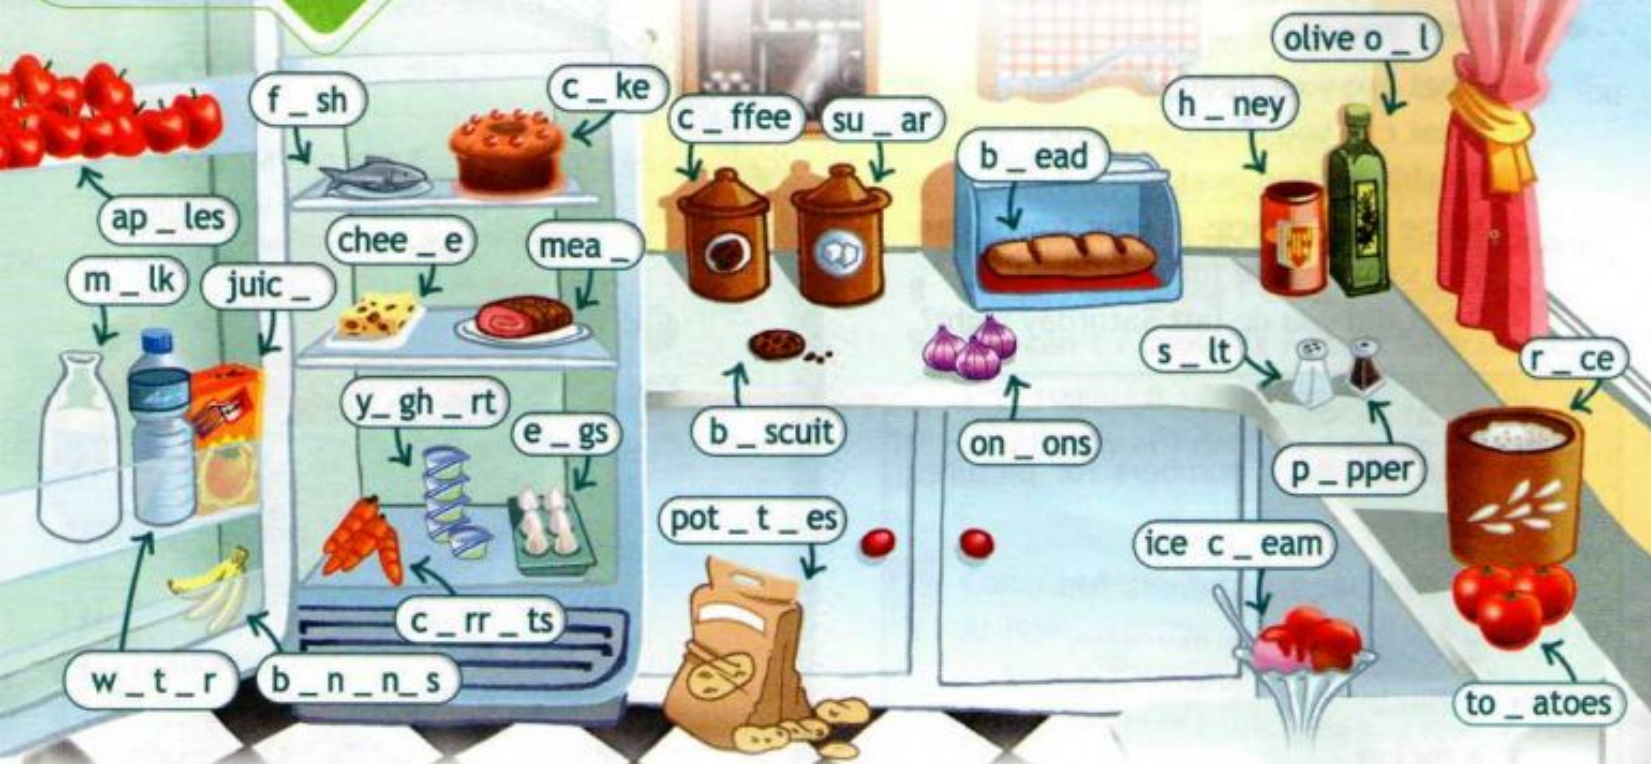 olive o _ l
f _ sh
c _ ke
c _ ffee
su _ ar
h _ ney
b _ ead
ap _ les
chee _ e
mea _
m _ lk
juic _
s _ lt
r _ ce
y_ gh _ rt
e _ gs
b _ scuit
on _ ons
p _ pper
pot _ t _ es
ice c _ eam
c _ rr _ ts
w _ t _ r
b _ n _ n_ s
to _ atoes